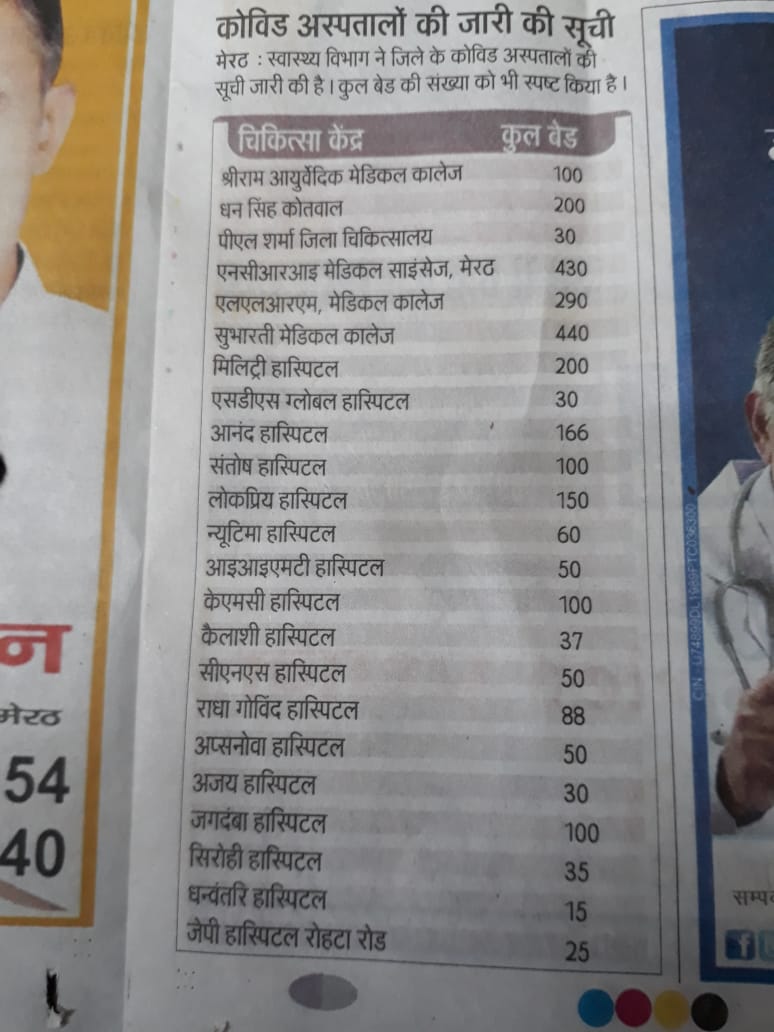 कोविड अस्पतालों की जारी की सूची
मेरठ : स्वास्थ्य विभाग ने जिले के कोविड अस्पतालों की
सूची जारी की है। कुल बेड की संख्या को भी स्पष्ट किया है।
चिकित्सा केंद्र कुल बेड
श्रीराम आयुर्वेदिक मेडिकल कालेज 100
धन सिंह कोतवाल 200
पीएल शर्मा जिला चिकित्सालय 30
एनसीआरआइ मेडिकल साइंसेज, मेरठ 430
एलएलआरएम, मेडिकल कालेज 290
सुभारती मेडिकल कालेज 440
मिलिट्री हास्पिटल 200
एसडीएस ग्लोबल हास्पिटल 30
आनंद हास्पिटल 166
संतोष हास्पिटल 100
लोकप्रिय हास्पिटल 150
न्यूटिमा हास्पिटल 60
आइआइएमटी हास्पिटल 50
केएमसी हास्पिटल 100
कैलाशी हास्पिटल 37
सीएनएस हास्पिटल 50
राधा गोविंद हास्पिटल 88
अप्सनोवा हास्पिटल 50
अजय हास्पिटल 30
जगदंबा हास्पिटल 100
सिरोही हास्पिटल 35
धन्वंतरि हास्पिटल 15
जेपी हास्पिटल रोहटा रोड 25
न
मेरठ
54
40